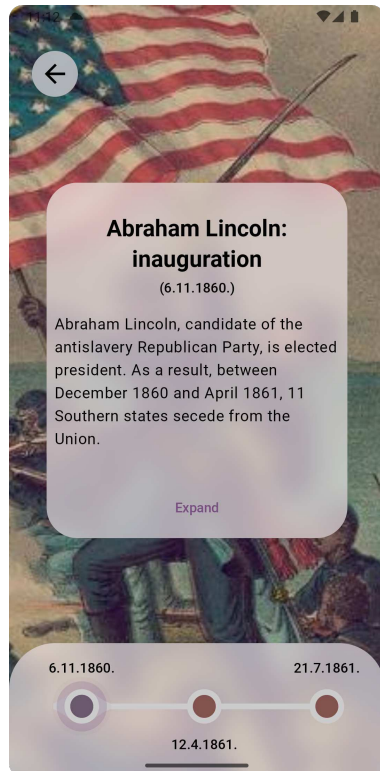 11:12
Abraham Lincoln:
inauguration
(6.11.1860.)
Abraham Lincoln, candidate of the
antislavery Republican Party, is elected
president. As a result, between
December 1860 and April 1861, 11
Southern states secede from the
Union.
Expand
6.11.1860.
21.7.1861.
12.4.1861.